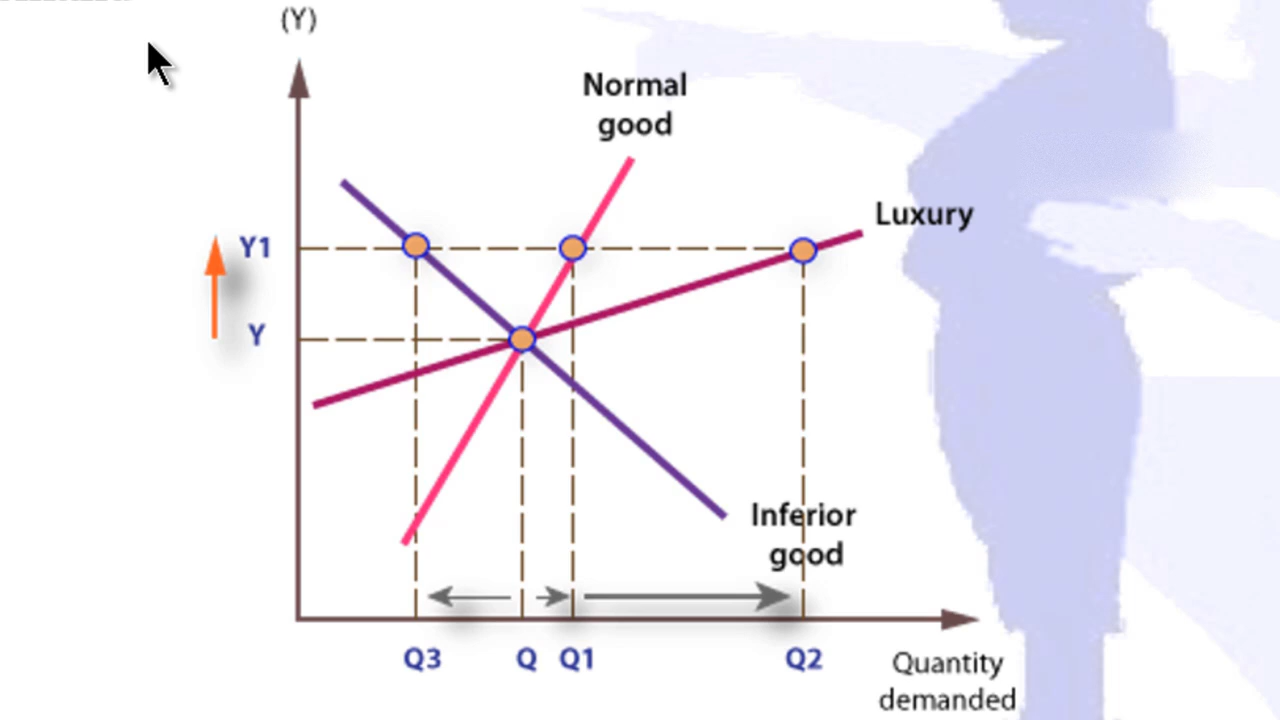 (Y)
Normal
good
Luxury
Y1
Y
Inferior
good
Q3 Q Q1 Q2
Quantity
demanded